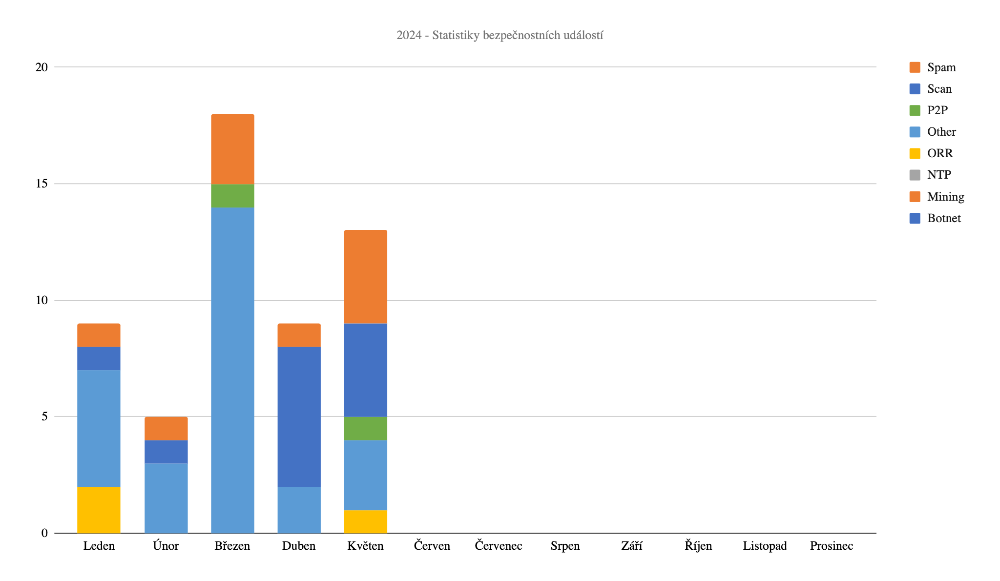 2024 - Statistiky bezpečnostních událostí
20
15
10
5
0
Leden Únor Březen Duben Květen Červen Červenec Srpen Září Říjen Listopad Prosinec
Spam
Scan
P2P
Other
ORR
NTP
Mining
Botnet